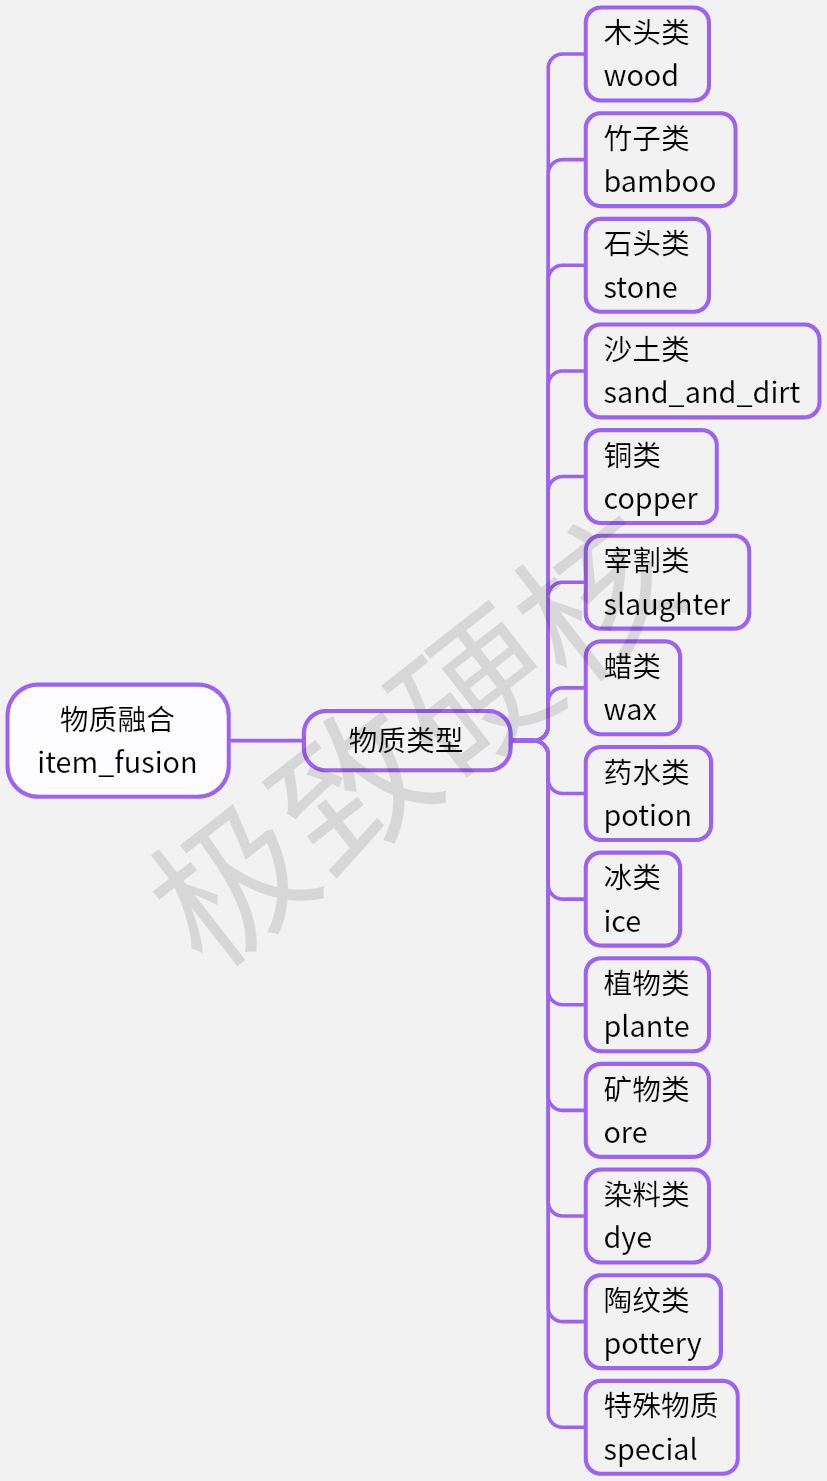 木头类
wood
竹子类
bamboo
石头类
stone
沙土类
sand_and_dirt
铜类
copper
宰割类
slaughter
蜡类
wax
物质融合
item_fusion
物质类型
药水类
potion
冰类
ice
植物类
plante
矿物类
ore
染料类
dye
陶纹类
pottery
特殊物质
special
极致硬核